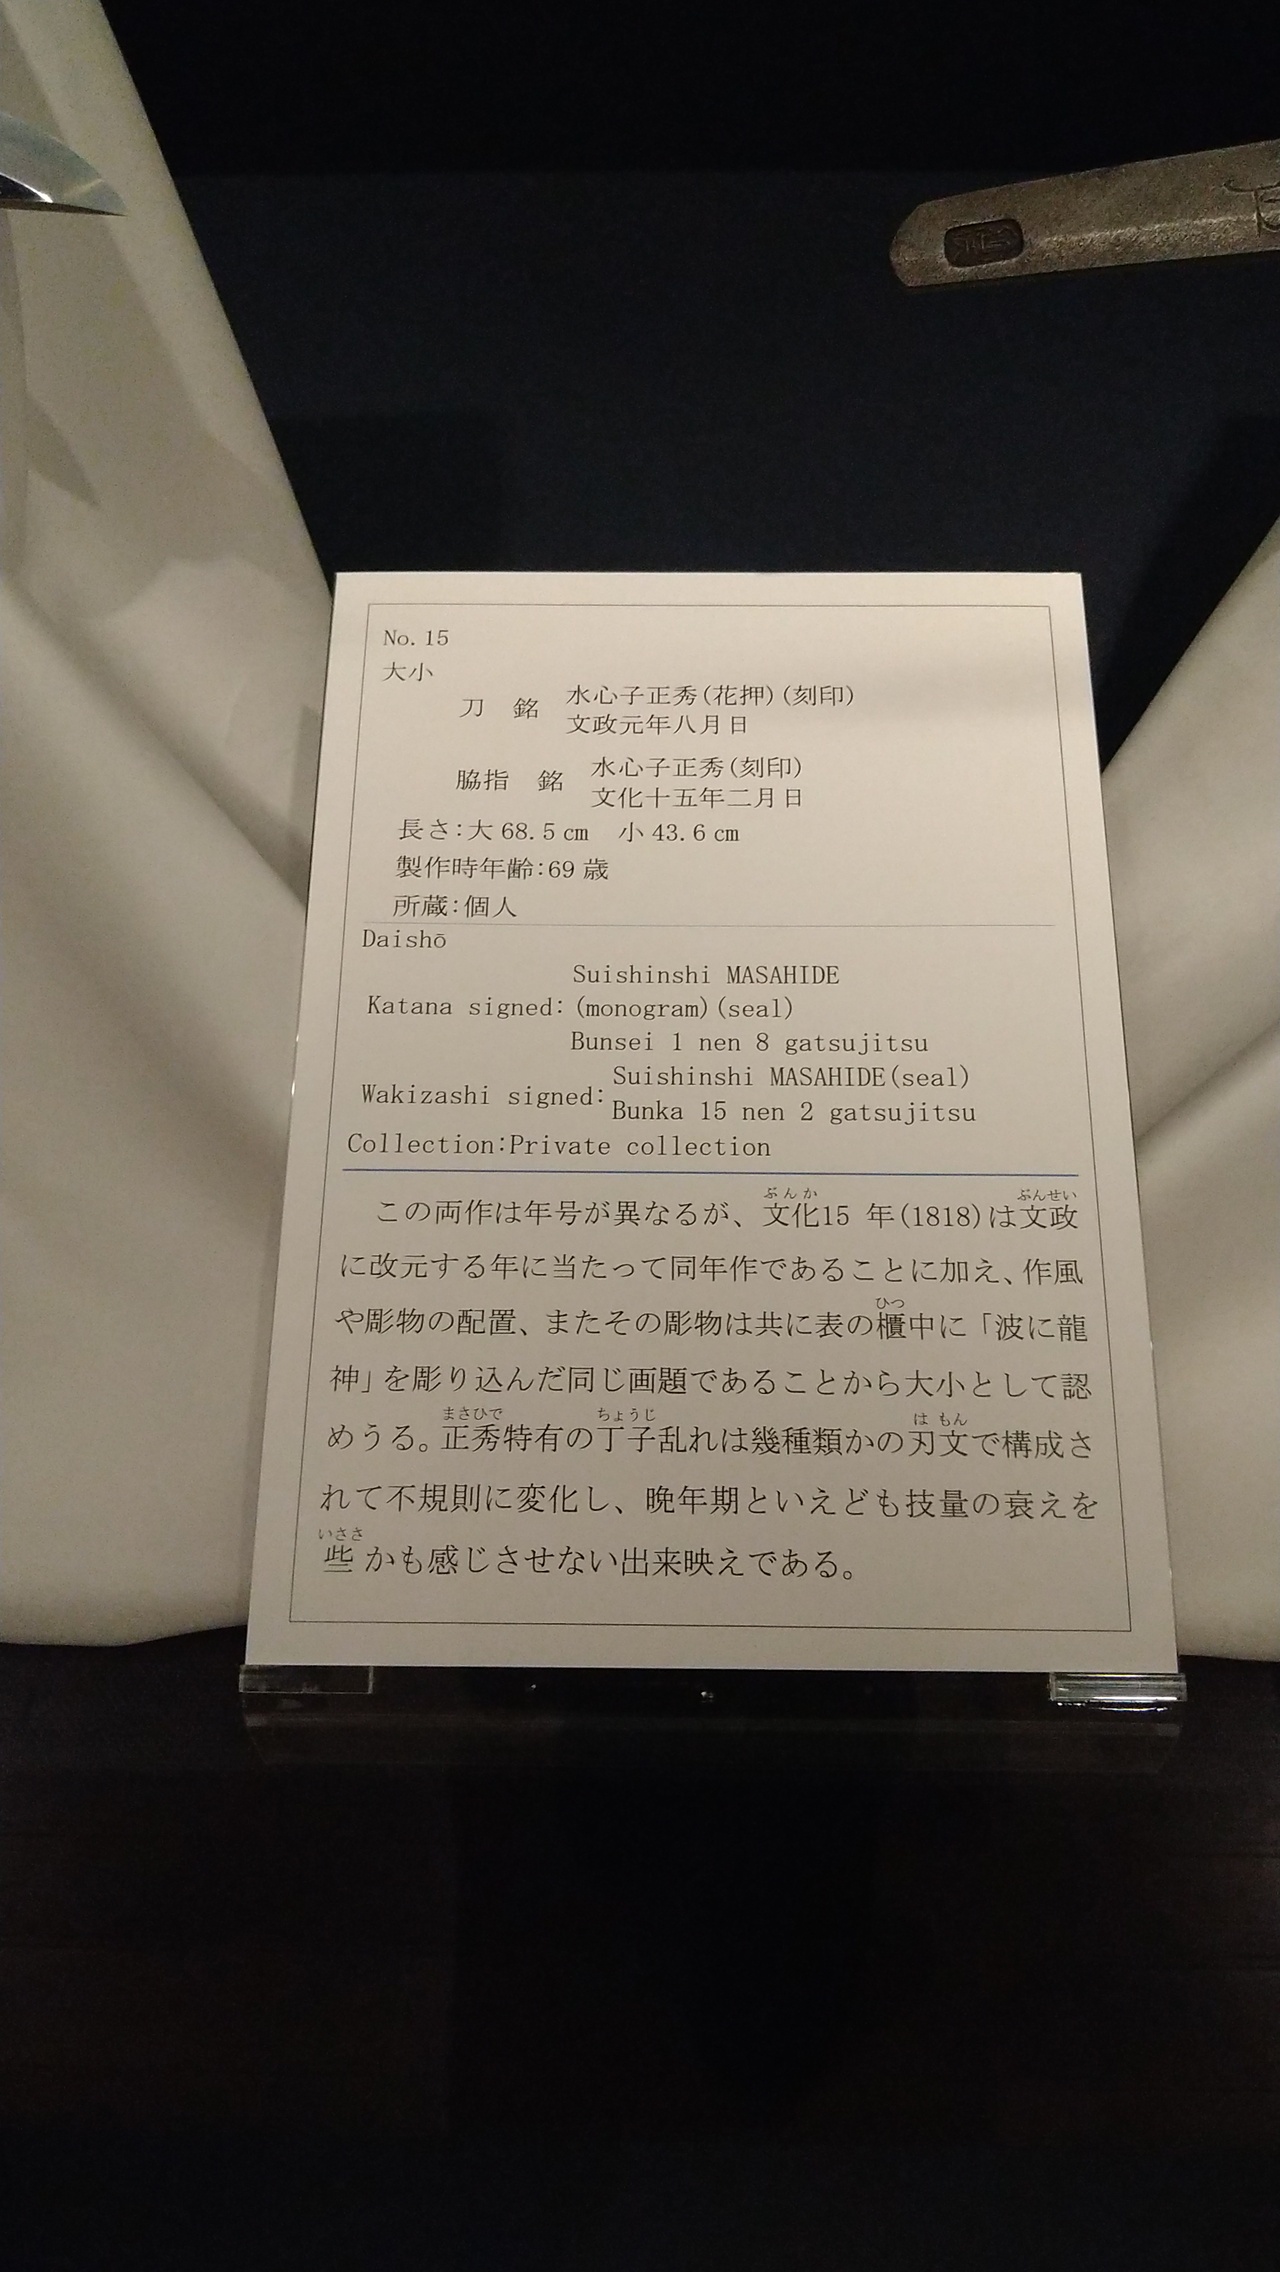 No. 15
大小
刀 銘 水心子正秀(花押)(刻印)
文政元年八月日
脇指 銘 水心子正秀(刻印)
文化十五年二月日
長さ:大 68.5 cm 小 43.6 cm
製作時年齢:69 歳
所蔵:個人
Daishō
Suishinshi MASAHIDE
Katana signed: (monogram)(seal)
Bunsei 1 nen 8 gatsujitsu
Suishinshi MASAHIDE(seal)
Wakizashi signed:
Bunka 15 nen 2 gatsujitsu
Collection:Private collection
この両作は年号が異なるが、文化15 年(1818)は文政
に改元する年に当たって同年作であることに加え、作風
や彫物の配置、またその彫物は共に表の櫃中に「波に龍
神」を彫り込んだ同じ画題であることから大小として認
めうる。正秀特有の丁子乱れは幾種類かの刃文で構成さ
れて不規則に変化し、晩年期といえども技量の衰えを
些かも感じさせない出来映えである。